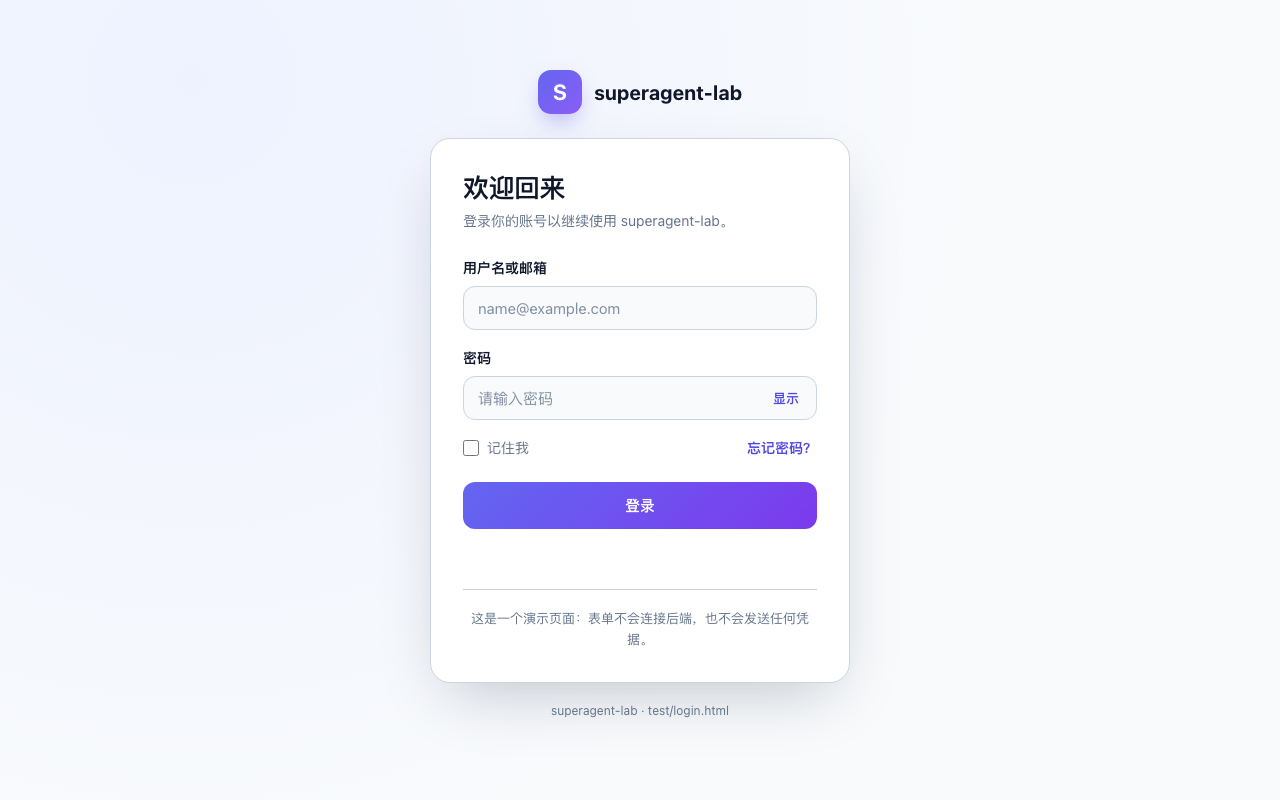 S
superagent-lab
欢迎回来
登录你的账号以继续使用 superagent-lab。
用户名或邮箱
name@example.com
密码
请输入密码
显示
记住我
忘记密码?
登录
这是一个演示页面：表单不会连接后端，也不会发送任何凭
据。
superagent-lab · test/login.html